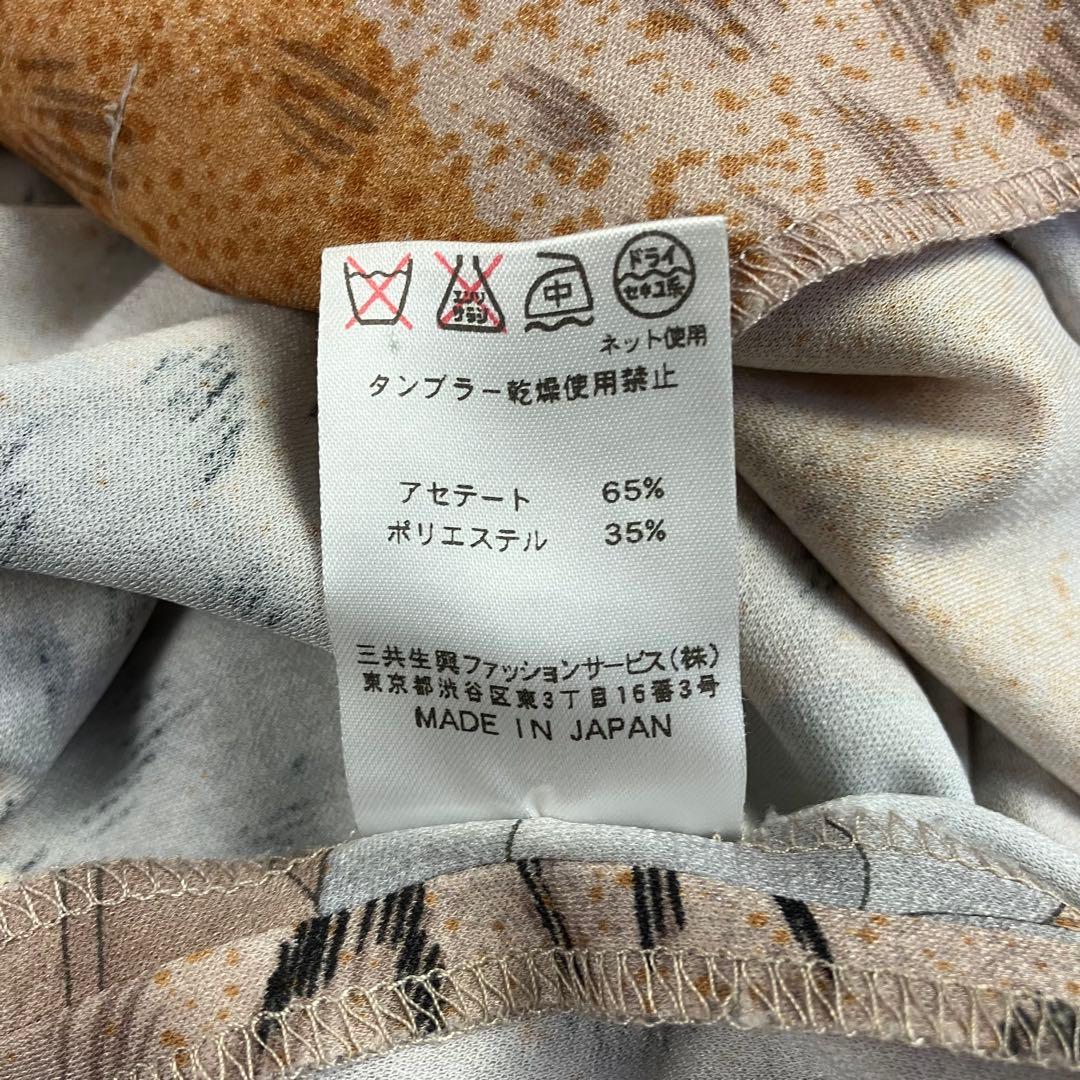 エンソ
サラシ
中
ドライ
セキユ系
ネット使用
タンブラー乾燥使用禁止
アセテート 65%
ポリエステル 35%
三共生興ファッションサービス(株)
東京都渋谷区東3丁目16番3号
MADE IN JAPAN